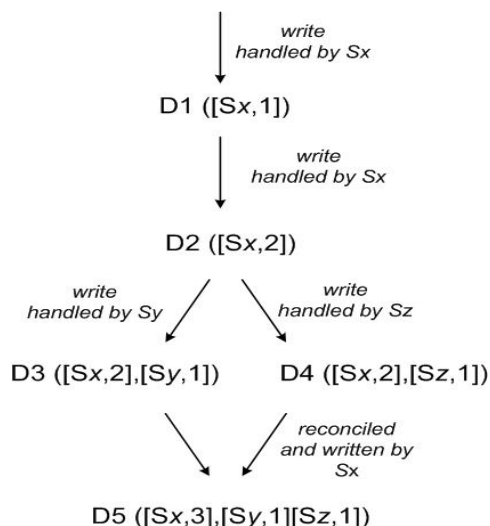 write
handled by Sx
D1 ([Sx,1])
write
handled by Sx
D2 ([Sx,2])
write
handled by Sy
write
handled by Sz
D3 ([Sx,2],[Sy,1])
D4 ([Sx,2],[Sz,1])
reconciled
and written by
Sx
D5 ([Sx,3],[Sy,1][Sz,1])